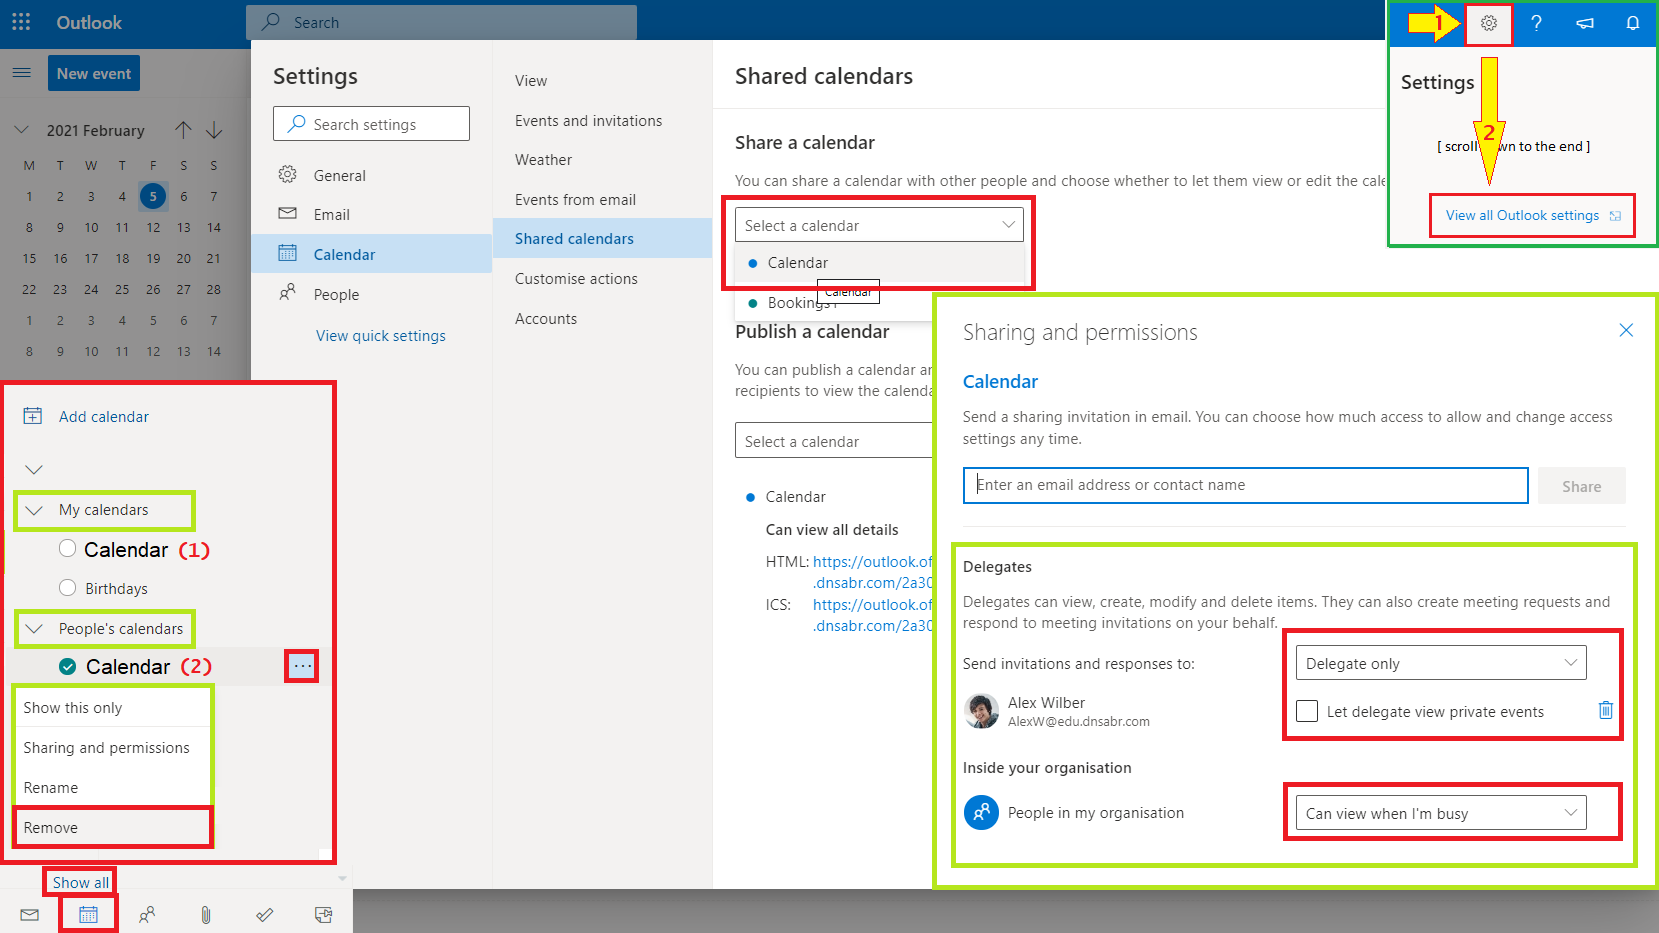 Outlook
Search
New event
2021 February
M T W T F S S
1 2 3 4 5 6 7
8 9 10 11 12 13 14
15 16 17 18 19 20 21
22 23 24 25 26 27 28
1 2 3 4 5 6 7
8 9 10 11 12 13 14
Add calendar
My calendars
Calendar (1)
Birthdays
People's calendars
Calendar (2)
...
Show this only
Sharing and permissions
Rename
Remove
Show all
Settings
Search settings
General
Email
Calendar
People
View quick settings
View
Events and invitations
Weather
Events from email
Shared calendars
Customise actions
Accounts
Shared calendars
Share a calendar
You can share a calendar with other people and choose whether to let them view or edit the cale
Select a calendar
Calendar
Calendar
Bookings
Publish a calendar
You can publish a calendar an
recipients to view the calenda
Select a calendar
Calendar
Can view all details
HTML: https://outlook.of
.dnsabr.com/2a30
ICS: https://outlook.of
.dnsabr.com/2a30
1
?
Settings
2
[ scroll wn to the end ]
View all Outlook settings
Sharing and permissions
Calendar
Send a sharing invitation in email. You can choose how much access to allow and change access
settings any time.
Enter an email address or contact name
Share
Delegates
Delegates can view, create, modify and delete items. They can also create meeting requests and
respond to meeting invitations on your behalf.
Send invitations and responses to:
Delegate only
Alex Wilber
AlexW@edu.dnsabr.com
Let delegate view private events
Inside your organisation
People in my organisation
Can view when I'm busy